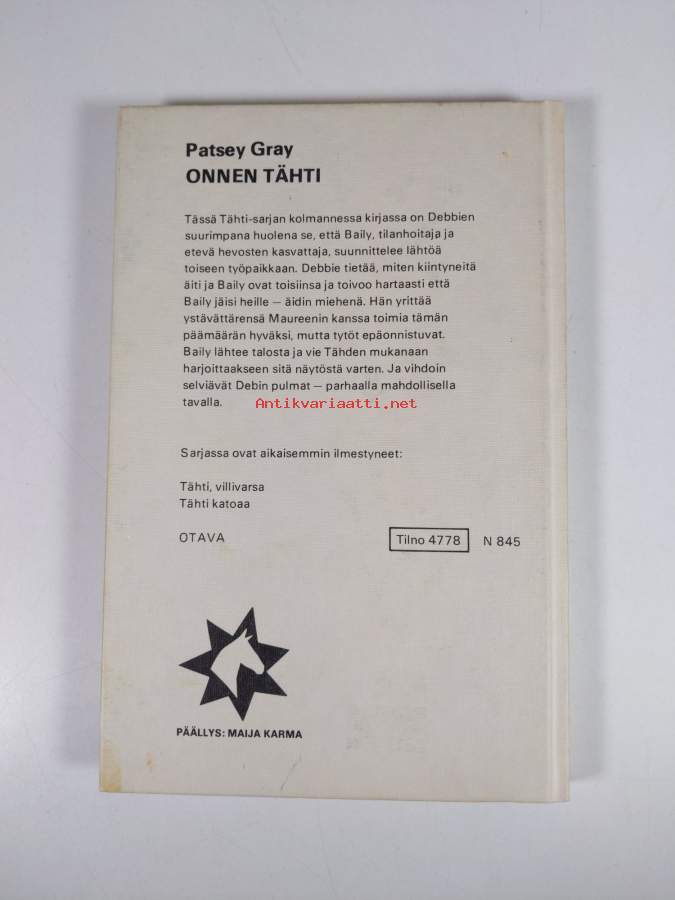 Patsey Gray
ONNEN TÄHTI
Tässä Tähti-sarjan kolmannessa kirjassa on Debbien
suurimpana huolena se, että Baily, tilanhoitaja ja
etevä hevosten kasvattaja, suunnittelee lähtöä
toiseen työpaikkaan. Debbie tietää, miten kiintyneitä
äiti ja Baily ovat toisiinsa ja toivoo hartaasti että
Baily jäisi heille – äidin miehenä. Hän yrittää
ystävättärensä Maureenin kanssa toimia tämän
päämäärän hyväksi, mutta tytöt epäonnistuvat.
Baily lähtee talosta ja vie Tähden mukanaan
harjoittaakseen sitä näytöstä varten. Ja vihdoin
selviävät Debin pulmat – parhaalla mahdollisella
tavalla.
Antikvariaatti.net
Sarjassa ovat aikaisemmin ilmestyneet:
Tähti, villivarsa
Tähti katoaa
OTAVA
Tilno 4778 N 845
PÄÄLLYS: MAIJA KARMA